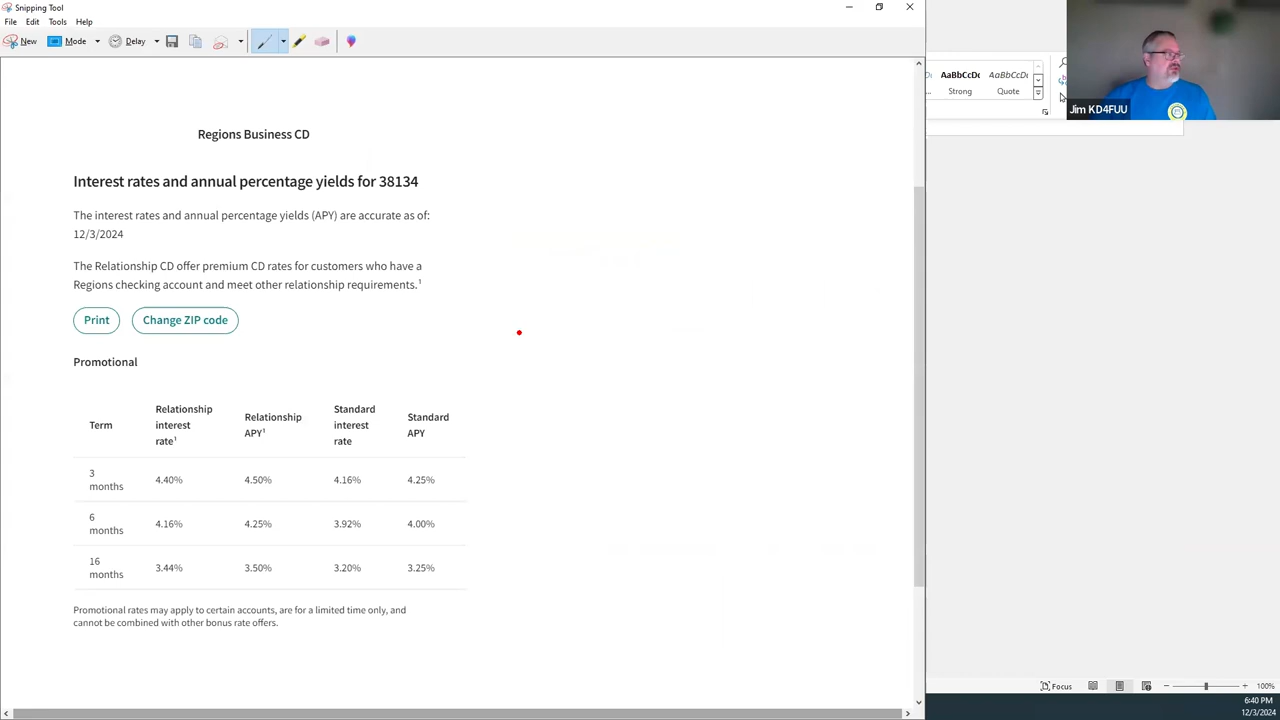 Snipping Tool
File Edit Tools Help
New Mode Delay
AaBbCcDc AaBbCcDc
Strong Quote
Jim KD4FUU
Regions Business CD
Interest rates and annual percentage yields for 38134
The interest rates and annual percentage yields (APY) are accurate as of:
12/3/2024
The Relationship CD offer premium CD rates for customers who have a
Regions checking account and meet other relationship requirements.¹
Print Change ZIP code
Promotional
Term Relationship interest rate¹ Relationship APY¹ Standard interest rate Standard APY
3 months 4.40% 4.50% 4.16% 4.25%
6 months 4.16% 4.25% 3.92% 4.00%
16 months 3.44% 3.50% 3.20% 3.25%
Promotional rates may apply to certain accounts, are for a limited time only, and
cannot be combined with other bonus rate offers.
Focus 100%
6:40 PM
12/3/2024